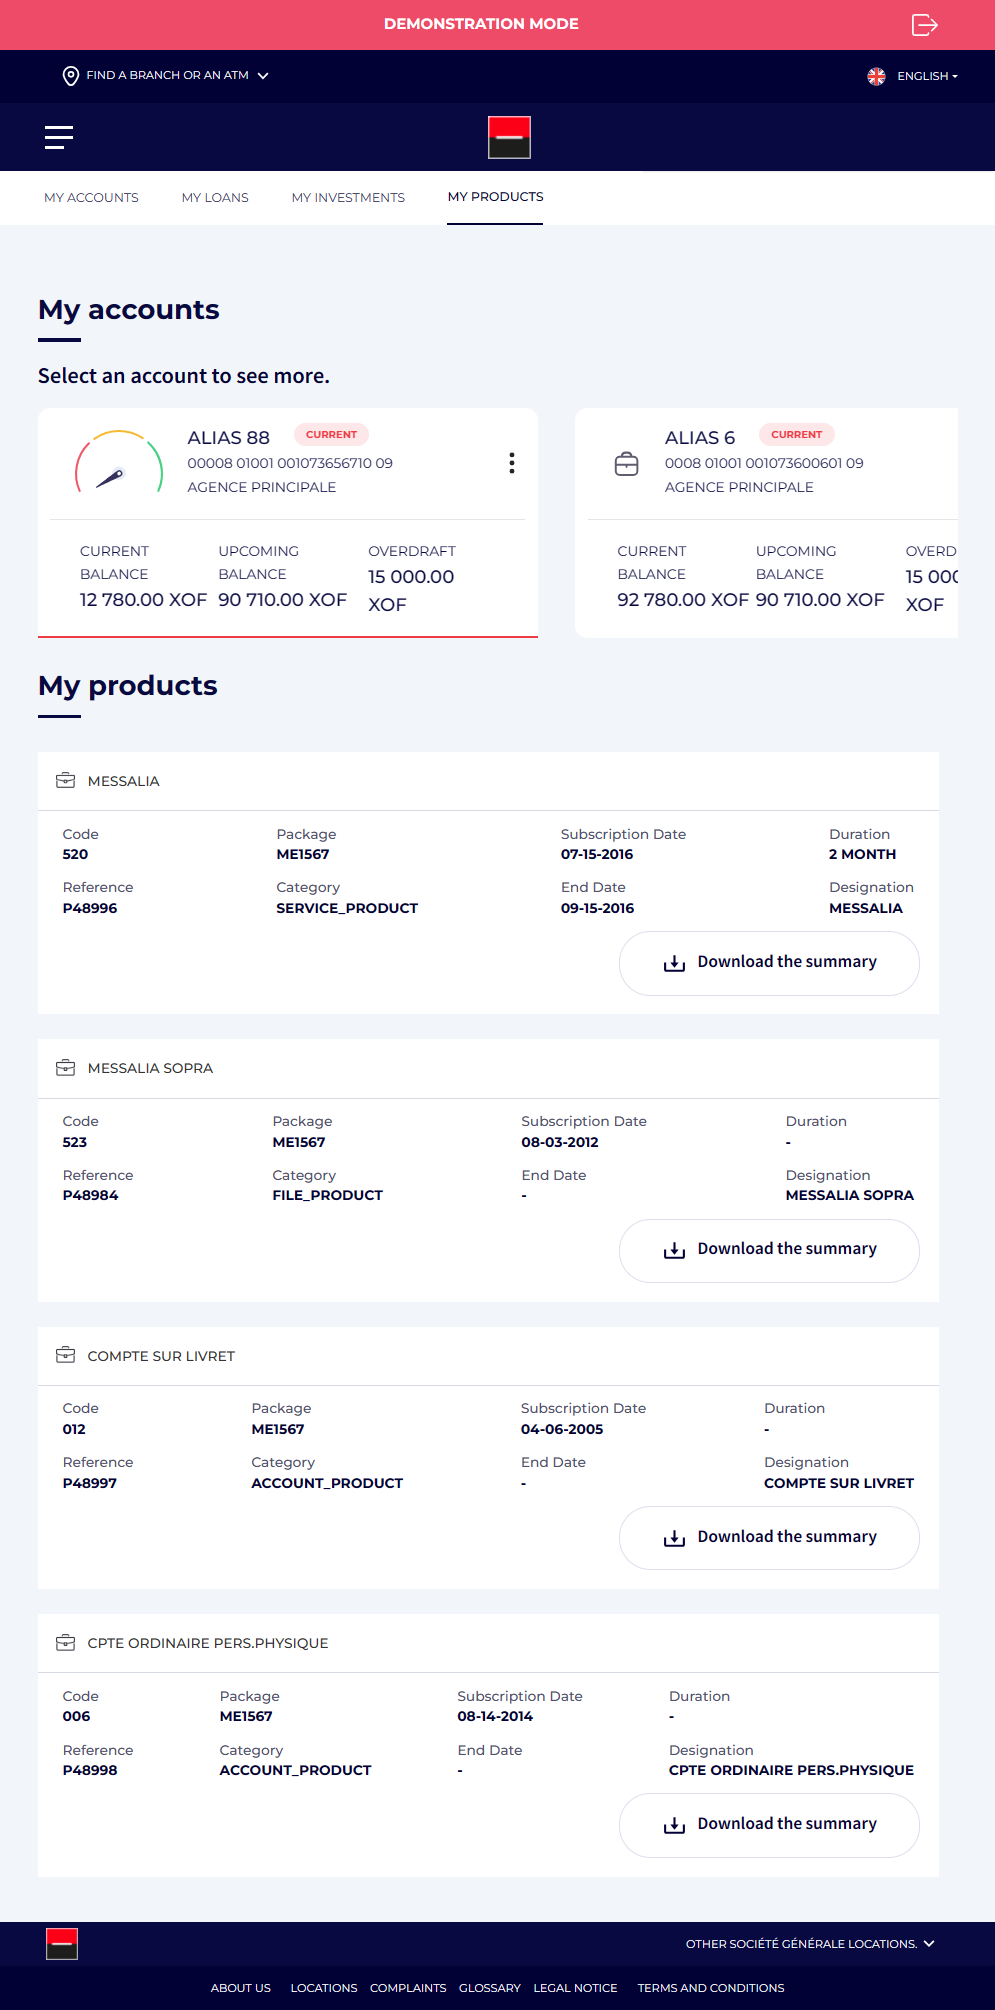 DEMONSTRATION MODE
FIND A BRANCH OR AN ATM
ENGLISH
MY ACCOUNTS MY LOANS MY INVESTMENTS MY PRODUCTS
My accounts
Select an account to see more.
ALIAS 88 CURRENT
00008 01001 001073656710 09
AGENCE PRINCIPALE
CURRENT BALANCE
12 780.00 XOF
UPCOMING BALANCE
90 710.00 XOF
OVERDRAFT
15 000.00 XOF
ALIAS 6 CURRENT
0008 01001 001073600601 09
AGENCE PRINCIPALE
CURRENT BALANCE
92 780.00 XOF
UPCOMING BALANCE
90 710.00 XOF
OVERD
15 000
XOF
My products
MESSALIA
Code Package Subscription Date Duration
520 ME1567 07-15-2016 2 MONTH
Reference Category End Date Designation
P48996 SERVICE_PRODUCT 09-15-2016 MESSALIA
Download the summary
MESSALIA SOPRA
Code Package Subscription Date Duration
523 ME1567 08-03-2012 -
Reference Category End Date Designation
P48984 FILE_PRODUCT - MESSALIA SOPRA
Download the summary
COMPTE SUR LIVRET
Code Package Subscription Date Duration
012 ME1567 04-06-2005 -
Reference Category End Date Designation
P48997 ACCOUNT_PRODUCT - COMPTE SUR LIVRET
Download the summary
CPTE ORDINAIRE PERS.PHYSIQUE
Code Package Subscription Date Duration
006 ME1567 08-14-2014 -
Reference Category End Date Designation
P48998 ACCOUNT_PRODUCT - CPTE ORDINAIRE PERS.PHYSIQUE
Download the summary
OTHER SOCIÉTÉ GÉNÉRALE LOCATIONS.
ABOUT US LOCATIONS COMPLAINTS GLOSSARY LEGAL NOTICE TERMS AND CONDITIONS